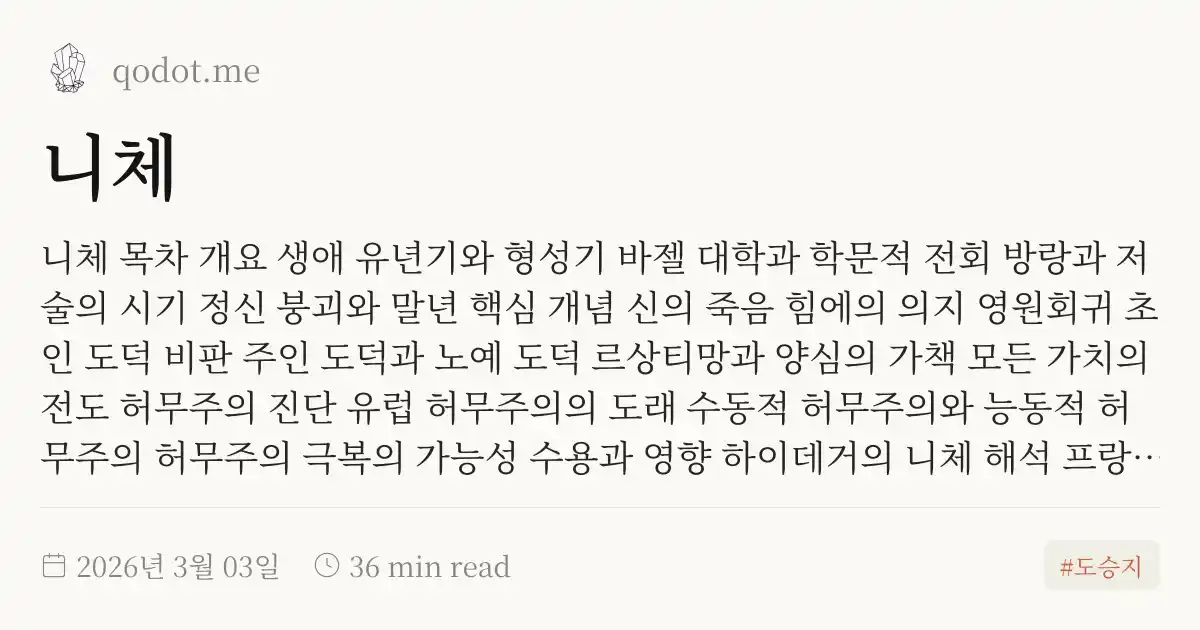 qodot.me
니체
니체 목차 개요 생애 유년기와 형성기 바젤 대학과 학문적 전회 방랑과 저
술의 시기 정신 붕괴와 말년 핵심 개념 신의 죽음 힘에의 의지 영원회귀 초
인 도덕 비판 주인 도덕과 노예 도덕 르상티망과 양심의 가책 모든 가치의
전도 허무주의 진단 유럽 허무주의의 도래 수동적 허무주의와 능동적 허
무주의 허무주의 극복의 가능성 수용과 영향 하이데거의 니체 해석 프랑…
2026년 3월 03일 36 min read #도승지